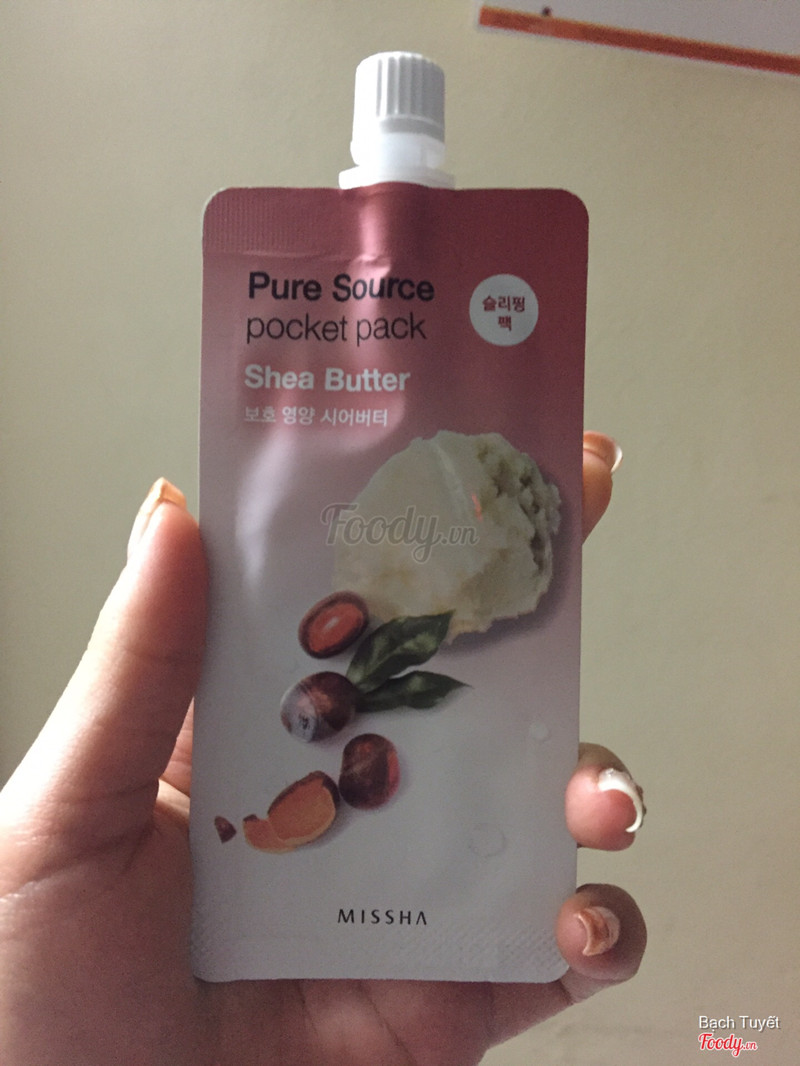 Pure Source
pocket pack
슬리핑
팩
Shea Butter
보호 영양 시어버터
Foody.vn
MISSHA
Bạch Tuyết
Foody.vn